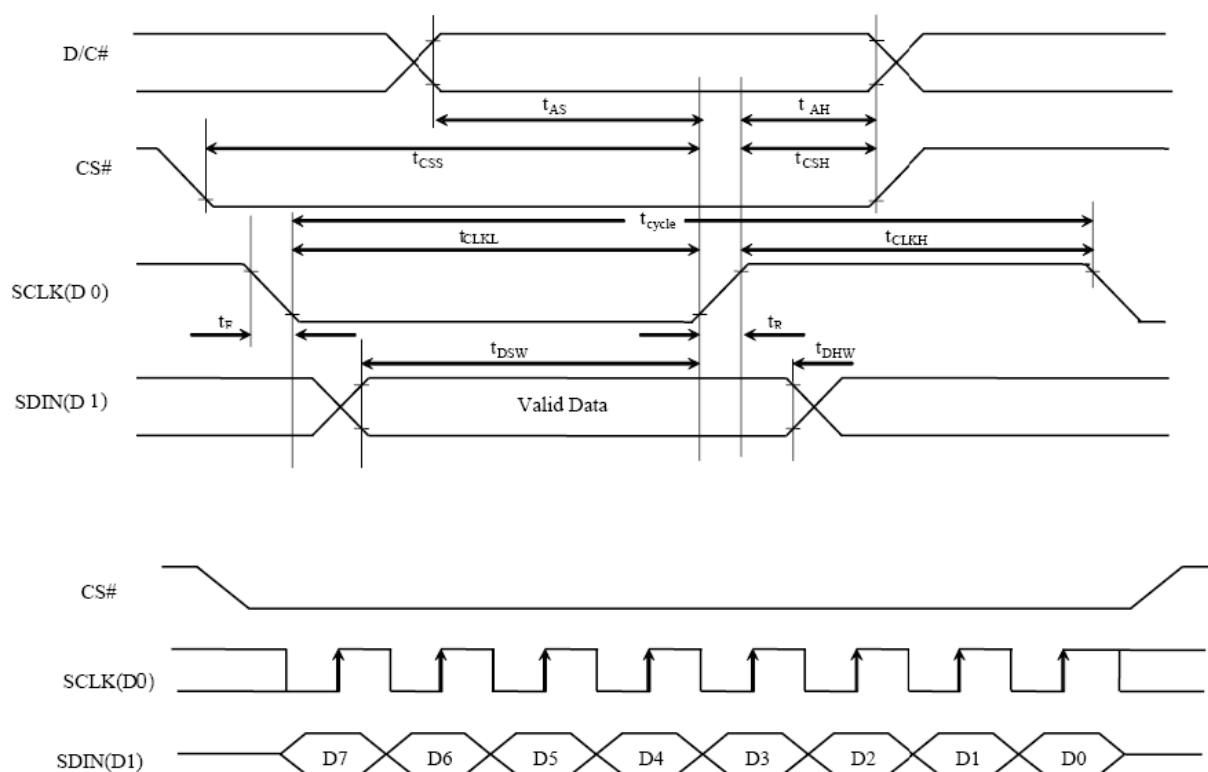 D/C#
tAS
t AH
CS#
tCSS
tCSH
tcycle
tCLKL
tCLKH
SCLK(D 0)
tF
tR
tDSW
tDHW
SDIN(D 1)
Valid Data
CS#
SCLK(D0)
SDIN(D1)
D7 D6 D5 D4 D3 D2 D1 D0